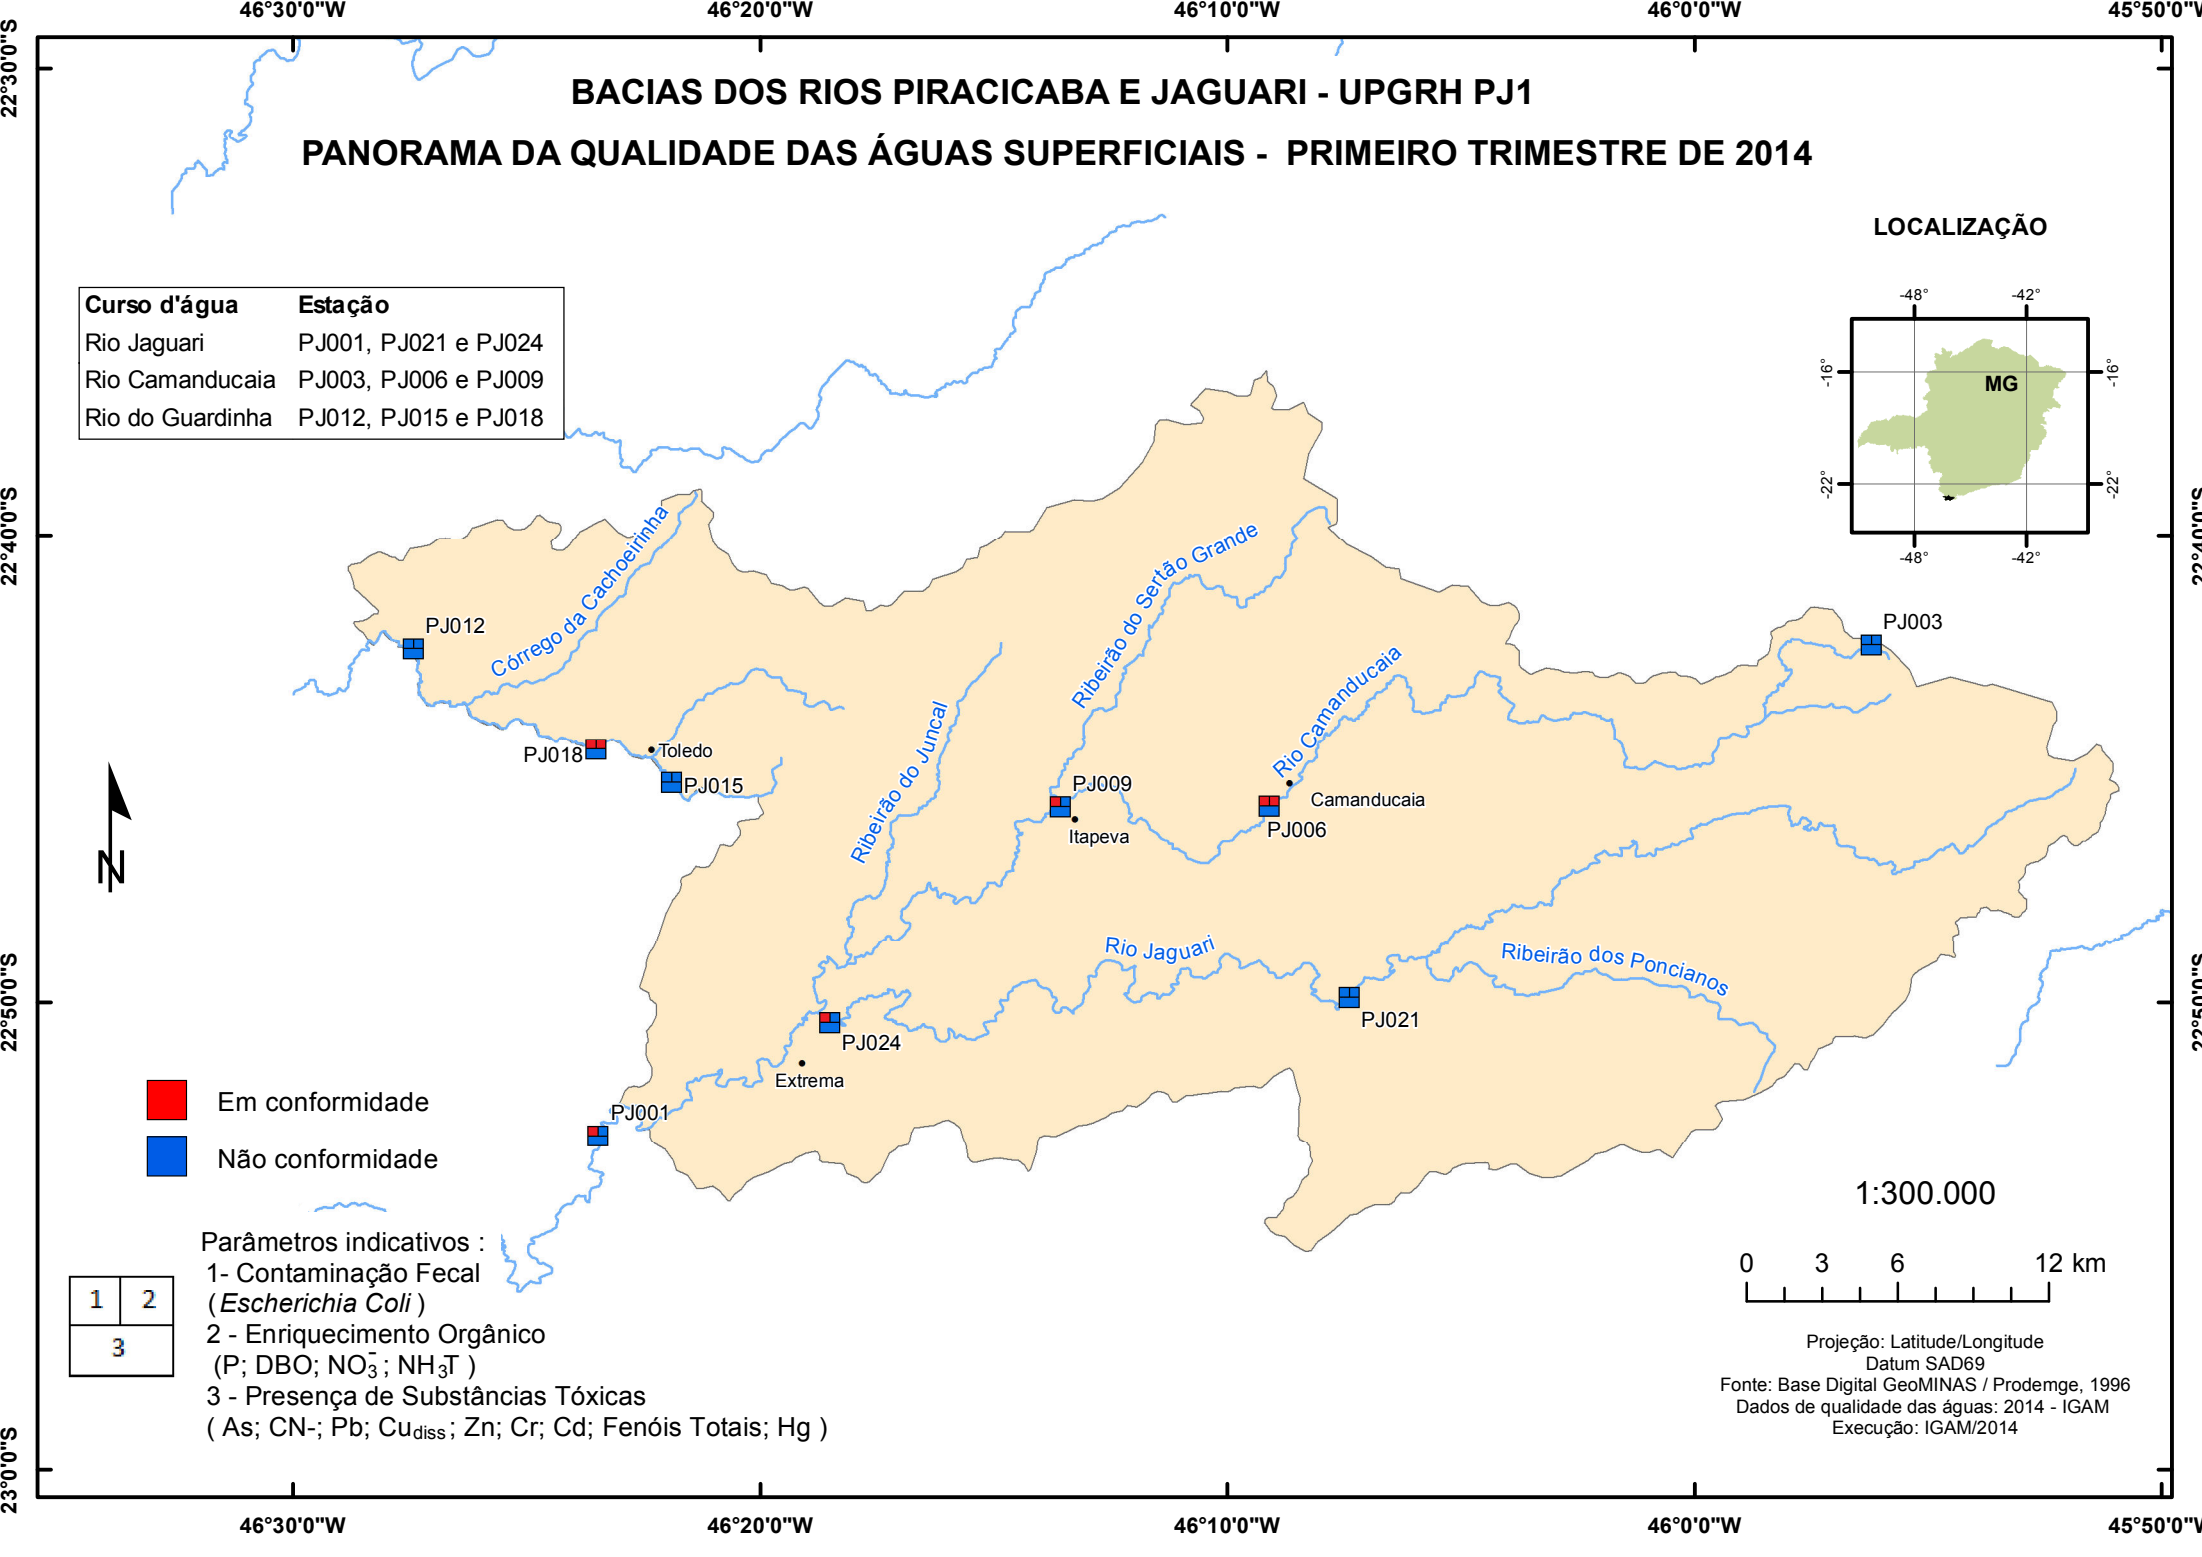 46°30'0"W 46°20'0"W 46°10'0"W 46°0'0"W 45°50'0"W
22°30'0"S
BACIAS DOS RIOS PIRACICABA E JAGUARI - UPGRH PJ1
PANORAMA DA QUALIDADE DAS ÁGUAS SUPERFICIAIS - PRIMEIRO TRIMESTRE DE 2014
LOCALIZAÇÃO
-48° -42°
-16° -16°
MG
-22° -22°
-48° -42°
Curso d'água Estação
Rio Jaguari PJ001, PJ021 e PJ024
Rio Camanducaia PJ003, PJ006 e PJ009
Rio do Guardinha PJ012, PJ015 e PJ018
22°40'0"S 22°40'0"S
Córrego da Cachoeirinha
Ribeirão do Sertão Grande
PJ012
PJ003
Rio Camanducaia
Ribeirão do Juncal
PJ018
Toledo
PJ015
PJ009
Itapeva
Camanducaia
PJ006
N
Rio Jaguari
Ribeirão dos Poncianos
22°50'0"S 22°50'0"S
PJ021
PJ024
Extrema
PJ001
Em conformidade
Não conformidade
1:300.000
0 3 6 12 km
Parâmetros indicativos :
1- Contaminação Fecal
(Escherichia Coli )
2 - Enriquecimento Orgânico
(P; DBO; NO3-; NH3T )
3 - Presença de Substâncias Tóxicas
( As; CN-; Pb; Cudiss; Zn; Cr; Cd; Fenóis Totais; Hg )
1 2
3
Projeção: Latitude/Longitude
Datum SAD69
Fonte: Base Digital GeoMINAS / Prodemge, 1996
Dados de qualidade das águas: 2014 - IGAM
Execução: IGAM/2014
23°0'0"S
46°30'0"W 46°20'0"W 46°10'0"W 46°0'0"W 45°50'0"W